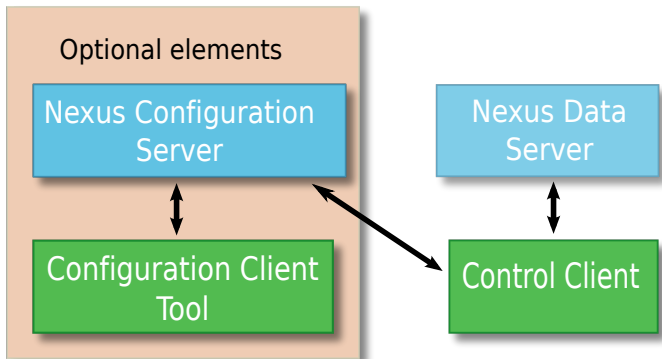 Optional elements
Nexus Configuration
Server
Nexus Data
Server
Configuration Client
Tool
Control Client